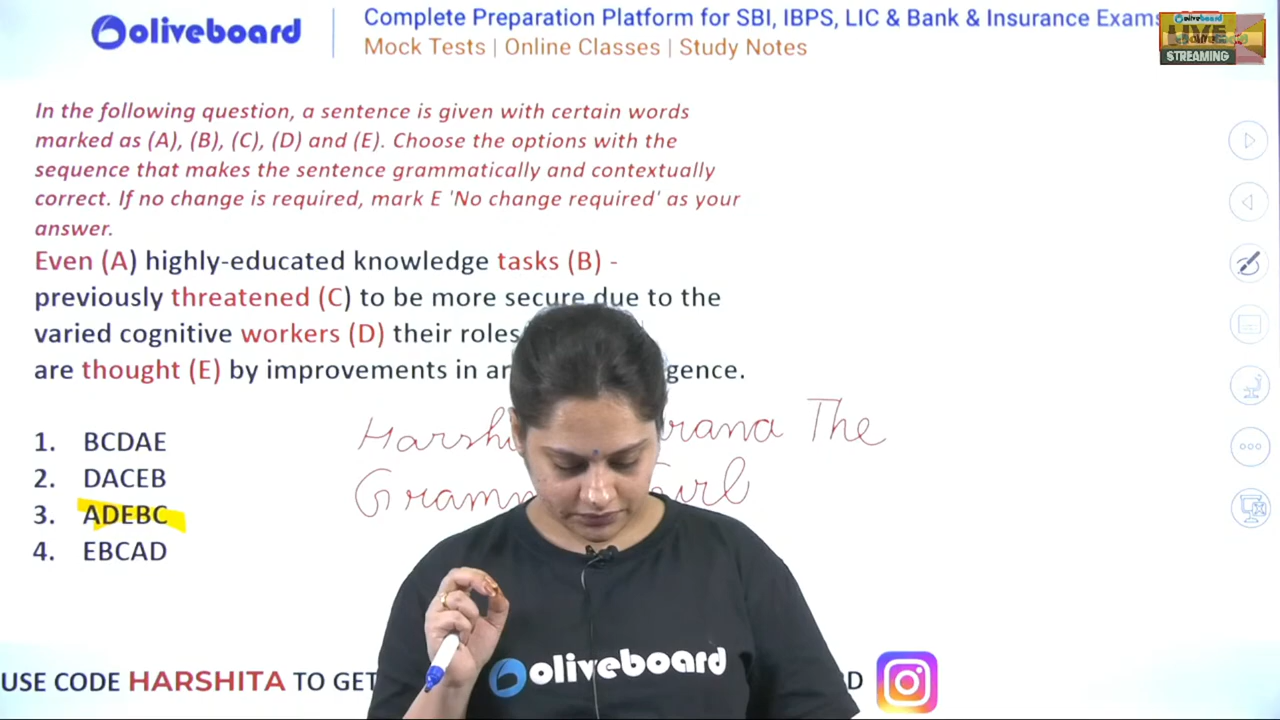 oliveboard
Complete Preparation Platform for SBI, IBPS, LIC & Bank & Insurance Exams
Mock Tests | Online Classes | Study Notes
oliveboard
LIVE
STREAMING
In the following question, a sentence is given with certain words
marked as (A), (B), (C), (D) and (E). Choose the options with the
sequence that makes the sentence grammatically and contextually
correct. If no change is required, mark E 'No change required' as your
answer.
Even (A) highly-educated knowledge tasks (B) -
previously threatened (C) to be more secure due to the
varied cognitive workers (D) their roles
are thought (E) by improvements in
1. BCDAE
2. DACEB
3. ADEBC
4. EBCAD
The
oliveboard
USE CODE HARSHITA TO GET